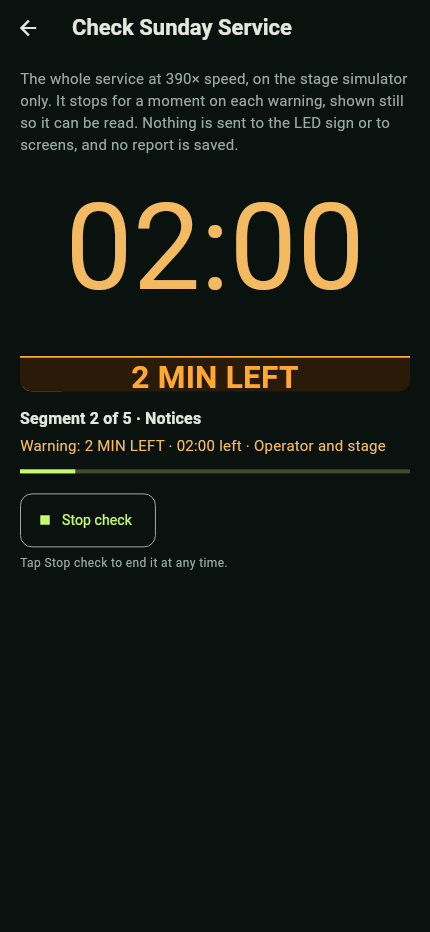 Check Sunday Service
The whole service at 390× speed, on the stage simulator
only. It stops for a moment on each warning, shown still
so it can be read. Nothing is sent to the LED sign or to
screens, and no report is saved.
02:00
2 MIN LEFT
Segment 2 of 5 · Notices
Warning: 2 MIN LEFT · 02:00 left · Operator and stage
Stop check
Tap Stop check to end it at any time.